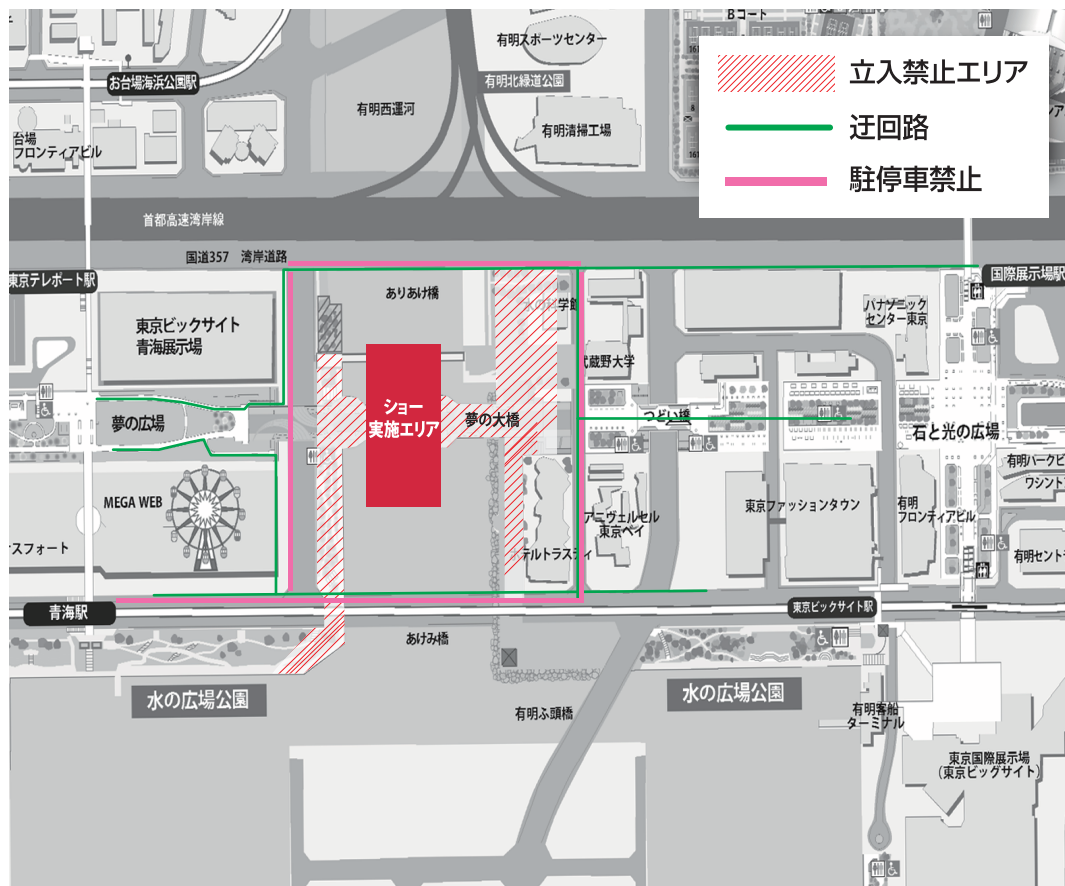 Bコート
有明スポーツセンター
有明北緑道公園
立入禁止エリア
迂回路
駐停車禁止
お台場海浜公園駅
有明西運河
有明清掃工場
台場
フロンティアビル
首都高速湾岸線
国道357 湾岸道路
東京テレポート駅
国際展示場駅
ありあけ橋
水の科学館
パナソニック
センター東京
東京ビックサイト
青海展示場
武蔵野大学
夢の広場
ショー
実施エリア
夢の大橋
つどい橋
石と光の広場
MEGA WEB
有明パークビ
ワシント
アニヴェルセル
東京ベイ
東京ファッションタウン
有明
フロンティアビル
ナスフォート
ホテルトラスティ
有明セント
青海駅
東京ビックサイト駅
あけみ橋
水の広場公園
水の広場公園
有明ふ頭橋
有明客船
ターミナル
東京国際展示場
(東京ビッグサイト)